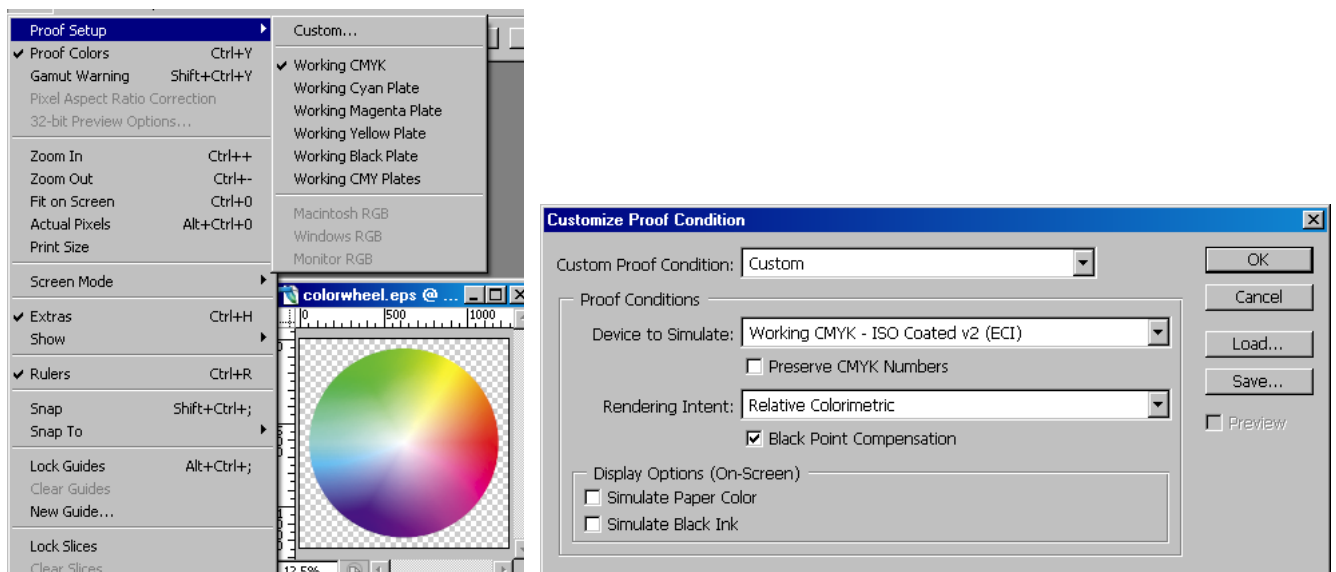 Proof Setup
Proof Colors Ctrl+Y
Gamut Warning Shift+Ctrl+Y
Pixel Aspect Ratio Correction
32-bit Preview Options...
Zoom In Ctrl++
Zoom Out Ctrl+-
Fit on Screen Ctrl+0
Actual Pixels Alt+Ctrl+0
Print Size
Screen Mode
Extras Ctrl+H
Show
Rulers Ctrl+R
Snap Shift+Ctrl+;
Snap To
Lock Guides Alt+Ctrl+;
Clear Guides
New Guide...
Lock Slices
Clear Slices
Custom...
Working CMYK
Working Cyan Plate
Working Magenta Plate
Working Yellow Plate
Working Black Plate
Working CMY Plates
Macintosh RGB
Windows RGB
Monitor RGB
colorwheel.eps @ ...
0 500 1000
12.5%
Customize Proof Condition
Custom Proof Condition: Custom
Proof Conditions
Device to Simulate: Working CMYK - ISO Coated v2 (ECI)
Preserve CMYK Numbers
Rendering Intent: Relative Colorimetric
Black Point Compensation
Display Options (On-Screen)
Simulate Paper Color
Simulate Black Ink
OK
Cancel
Load...
Save...
Preview